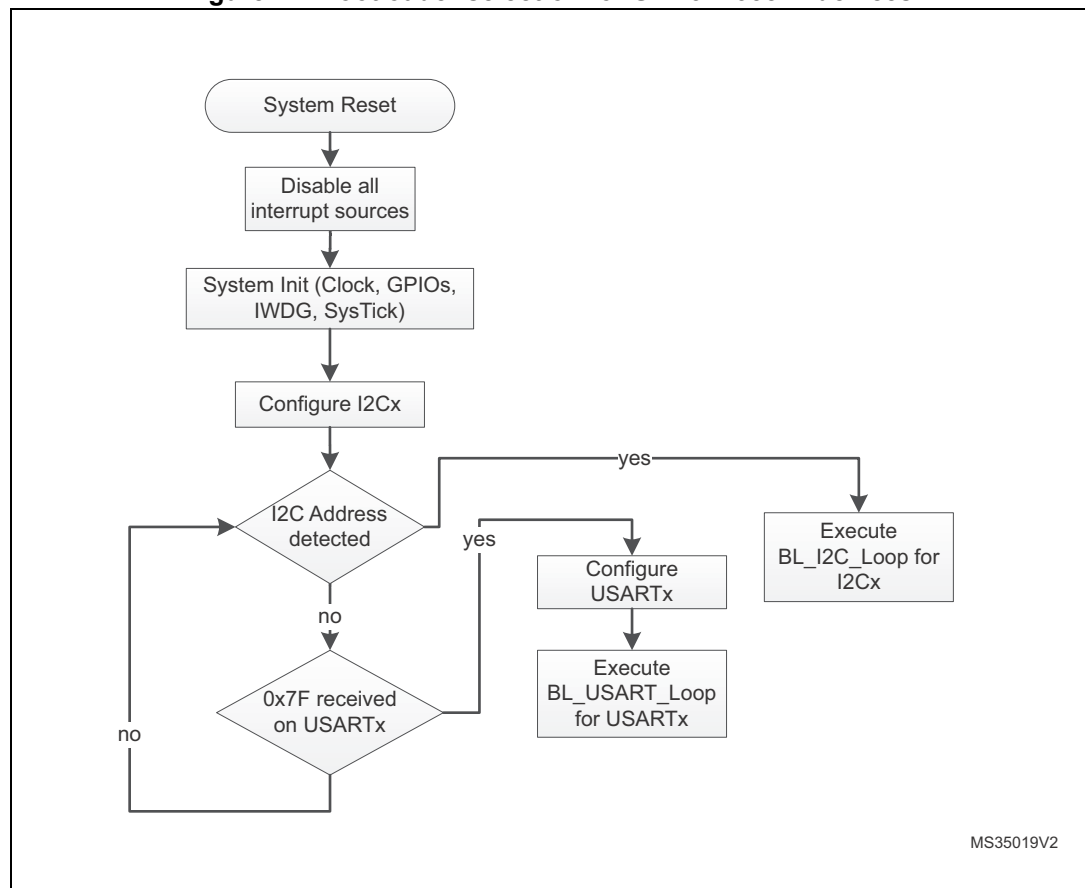 System Reset
Disable all
interrupt sources
System Init (Clock, GPIOs,
IWDG, SysTick)
Configure I2Cx
yes
I2C Address
detected
Execute
BL_I2C_Loop for
I2Cx
yes
Configure
USARTx
no
Execute
BL_USART_Loop
for USARTx
0x7F received
on USARTx
no
MS35019V2